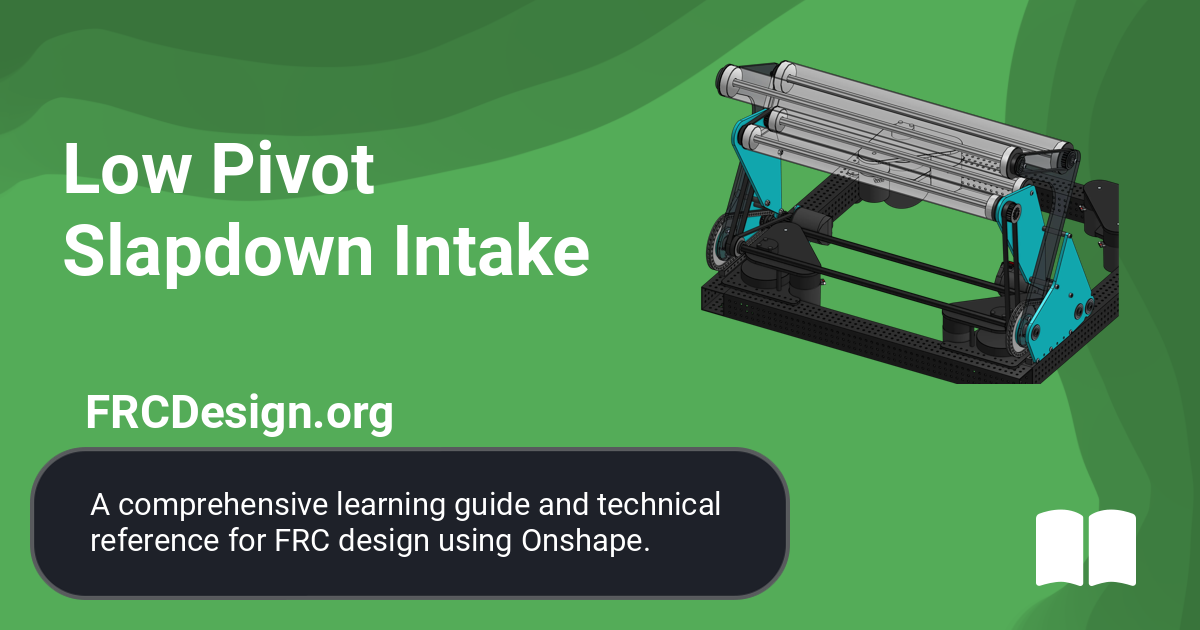 Low Pivot
Slapdown Intake
FRCDesign.org
A comprehensive learning guide and technical
reference for FRC design using Onshape.